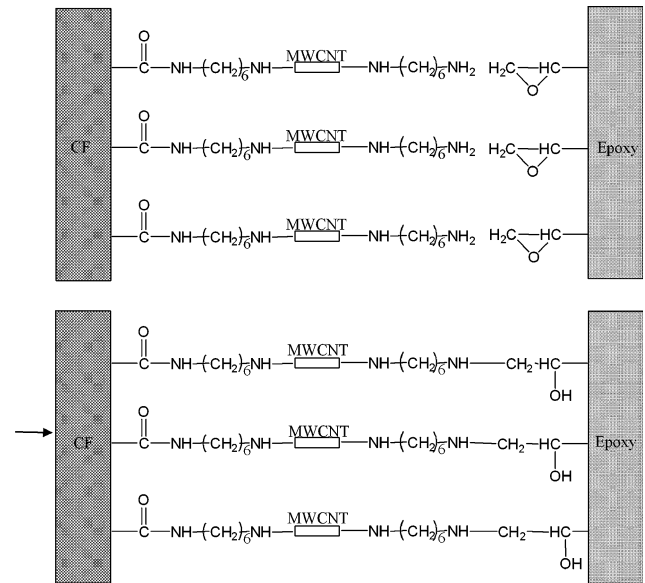 O
MWCNT
C—NH—(CH₂)₆NH— —NH—(CH₂)₆NH₂ H₂C—HC
O
O
CF MWCNT Epoxy
C—NH—(CH₂)₆NH— —NH—(CH₂)₆NH₂ H₂C—HC
O
O
MWCNT
C—NH—(CH₂)₆NH— —NH—(CH₂)₆NH₂ H₂C—HC
O
O
MWCNT
C—NH—(CH₂)₆NH— —NH—(CH₂)₆NH— CH₂—HC
OH
O
CF MWCNT Epoxy
C—NH—(CH₂)₆NH— —NH—(CH₂)₆NH— CH₂—HC
OH
O
MWCNT
C—NH—(CH₂)₆NH— —NH—(CH₂)₆NH— CH₂—HC
OH